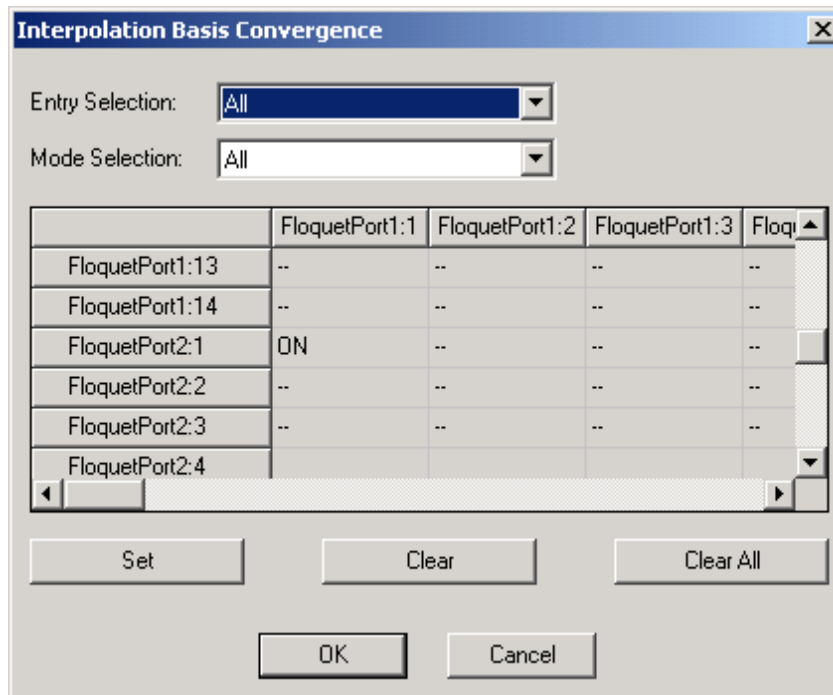 Interpolation Basis Convergence
Entry Selection: All
Mode Selection: All
FloquetPort1:1 FloquetPort1:2 FloquetPort1:3
FloquetPort1:13 -- -- -- --
FloquetPort1:14 -- -- -- --
FloquetPort2:1 ON -- -- --
FloquetPort2:2 -- -- -- --
FloquetPort2:3 -- -- -- --
FloquetPort2:4
Set Clear Clear All
OK Cancel